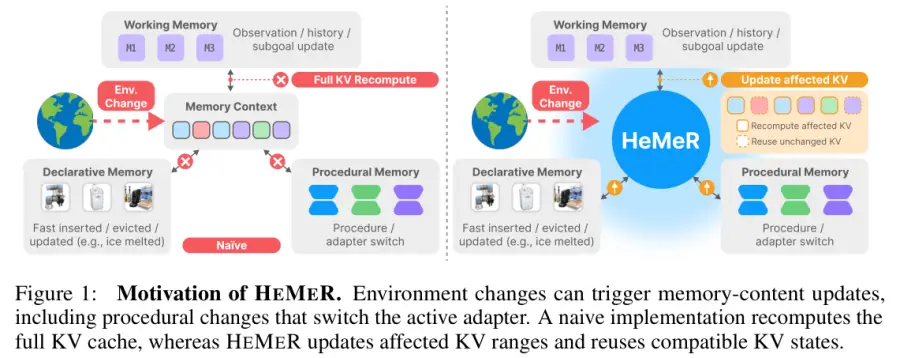 Working Memory
M1 M2 M3
Observation / history /
subgoal update
Full KV Recompute
Env.
Change
Memory Context
Declarative Memory
Fast inserted / evicted /
updated (e.g., ice melted)
Naïve
Procedural Memory
Procedure /
adapter switch
Working Memory
M1 M2 M3
Observation / history /
subgoal update
Update affected KV
Env.
Change
HeMeR
Recompute affected KV
Reuse unchanged KV
Declarative Memory
Fast inserted / evicted /
updated (e.g., ice melted)
Procedural Memory
Procedure /
adapter switch
Figure 1: Motivation of HEMER. Environment changes can trigger memory-content updates,
including procedural changes that switch the active adapter. A naive implementation recomputes the
full KV cache, whereas HEMER updates affected KV ranges and reuses compatible KV states.